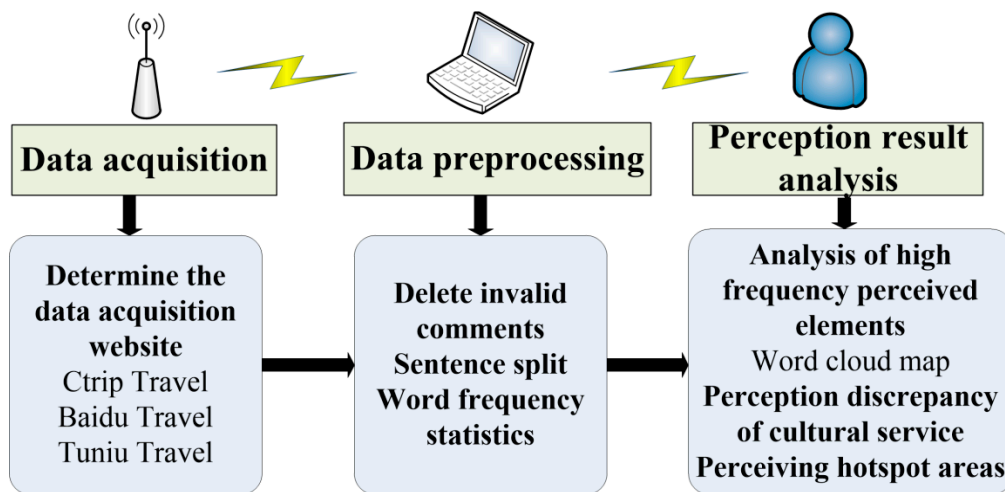 Data acquisition
Data preprocessing
Perception result
analysis
Determine the
data acquisition
website
Ctrip Travel
Baidu Travel
Tuniu Travel
Delete invalid
comments
Sentence split
Word frequency
statistics
Analysis of high
frequency perceived
elements
Word cloud map
Perception discrepancy
of cultural service
Perceiving hotspot areas